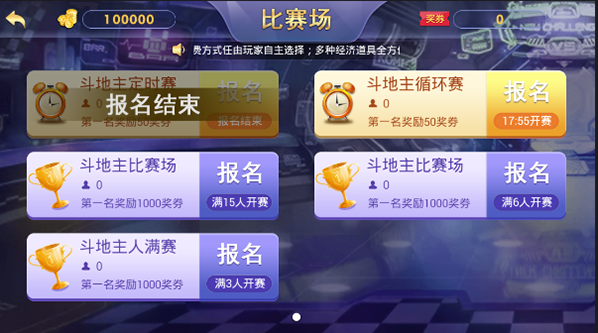 100000
比赛场
奖券
0
费方式任由玩家自主选择；多种经济道具全方位
斗地主定时赛
0
第一名奖励50奖券
报名
报名结束
报名结束
斗地主循环赛
0
第一名奖励50奖券
报名
17:55开赛
斗地主比赛场
0
第一名奖励1000奖券
报名
满15人开赛
斗地主比赛场
0
第一名奖励1000奖券
报名
满6人开赛
斗地主人满赛
0
第一名奖励1000奖券
报名
满3人开赛